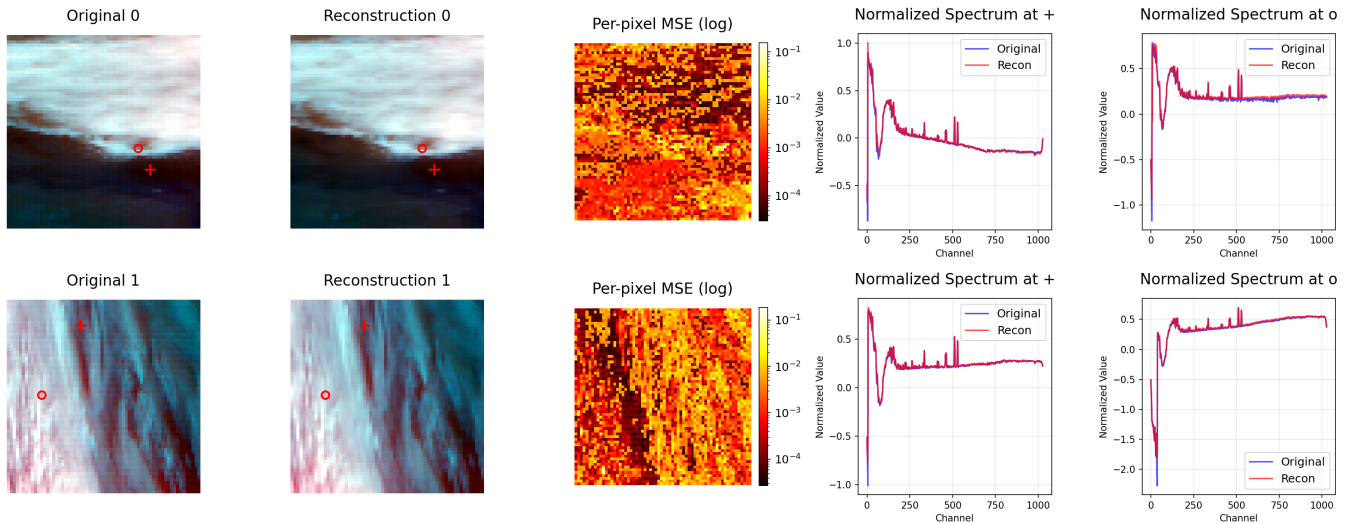 Original 0
Reconstruction 0
Per-pixel MSE (log)
10⁻¹
10⁻²
10⁻³
10⁻⁴
Normalized Spectrum at +
Normalized Value
1.0
0.5
0.0
−0.5
Original
Recon
0 250 500 750 1000
Channel
Normalized Spectrum at o
Normalized Value
0.5
0.0
−0.5
−1.0
Original
Recon
0 250 500 750 1000
Channel
Original 1
Reconstruction 1
Per-pixel MSE (log)
10⁻¹
10⁻²
10⁻³
10⁻⁴
Normalized Spectrum at +
Normalized Value
0.5
0.0
−0.5
−1.0
Original
Recon
0 250 500 750 1000
Channel
Normalized Spectrum at o
Normalized Value
0.5
0.0
−0.5
−1.0
−1.5
−2.0
Original
Recon
0 250 500 750 1000
Channel